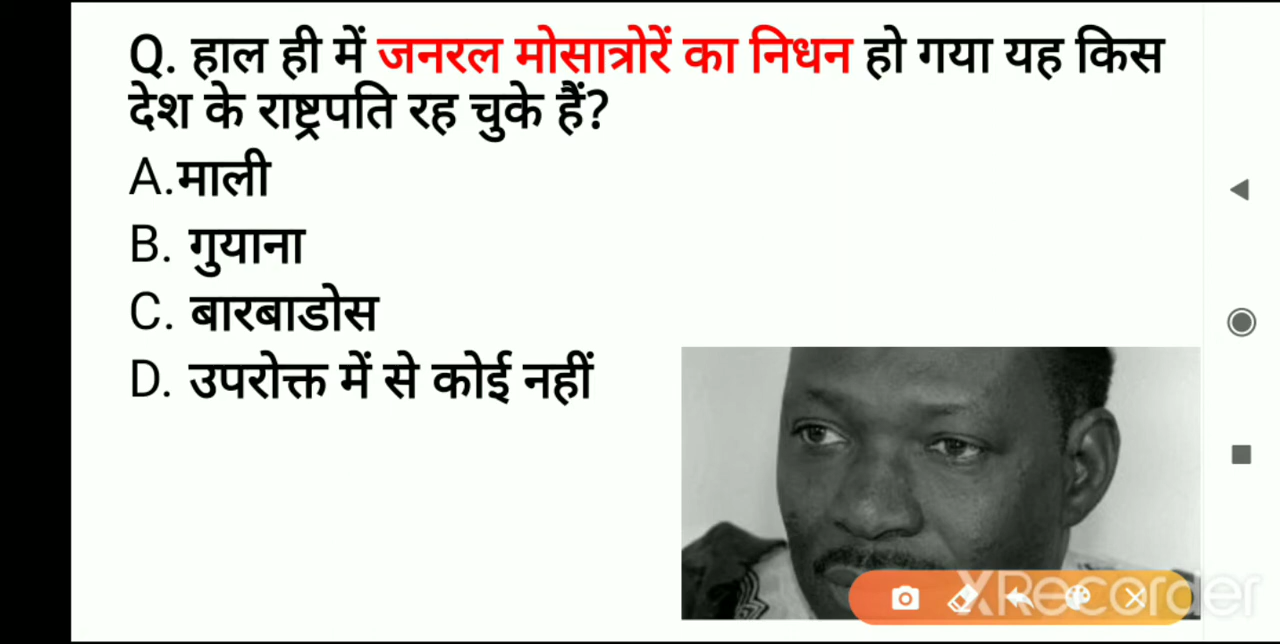 Q. हाल ही में जनरल मोसात्रोरें का निधन हो गया यह किस
देश के राष्ट्रपति रह चुके हैं?
A.माली
B. गुयाना
C. बारबाडोस
D. उपरोक्त में से कोई नहीं
XRecorder